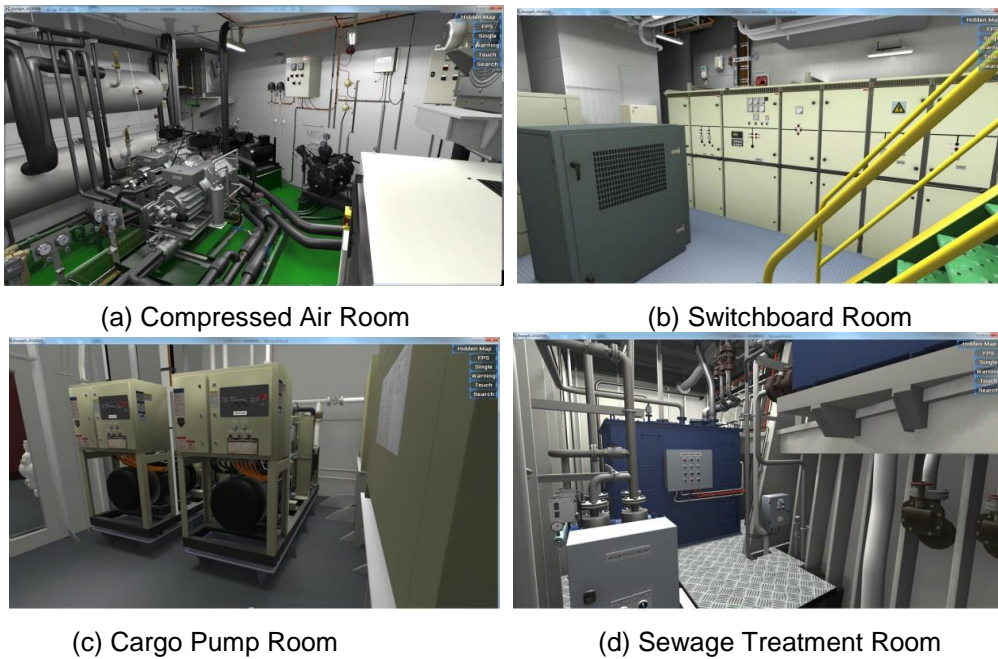 Hidden Map
FPS
Single
Warning
Touch
Search
Hidden Map
FPS
Single
Warning
Touch
Search
(a) Compressed Air Room
(b) Switchboard Room
Hidden Map
FPS
Single
Warning
Touch
Search
Hidden Map
FPS
Single
Warning
Touch
Search
(c) Cargo Pump Room
(d) Sewage Treatment Room